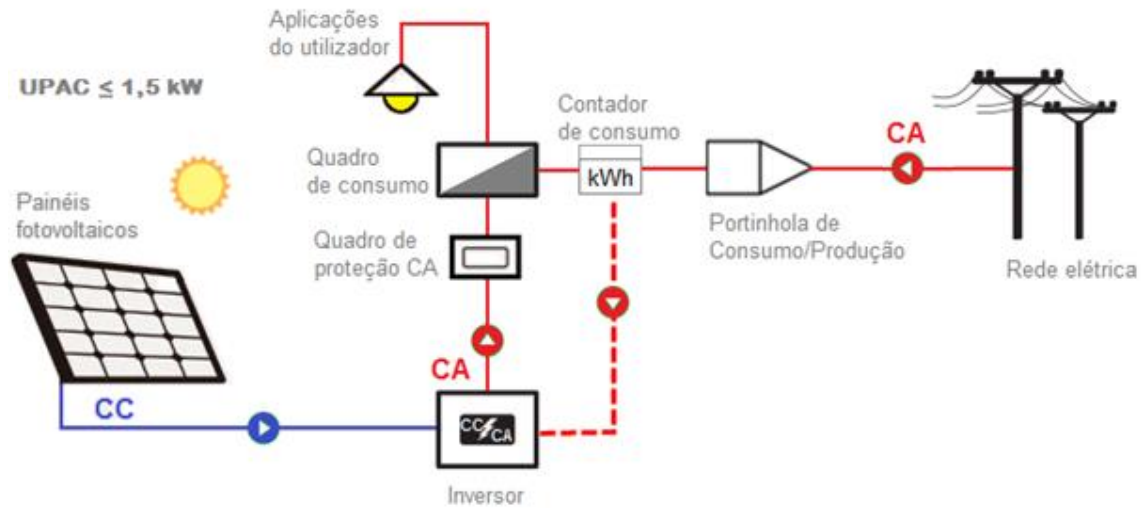 Aplicações
do utilizador
UPAC ≤ 1,5 kW
Contador
de consumo
CA
Quadro
de consumo
kWh
Painéis
fotovoltaicos
Portinhola de
Consumo/Produção
Quadro de
proteção CA
Rede elétrica
CA
CC
CC
CA
Inversor